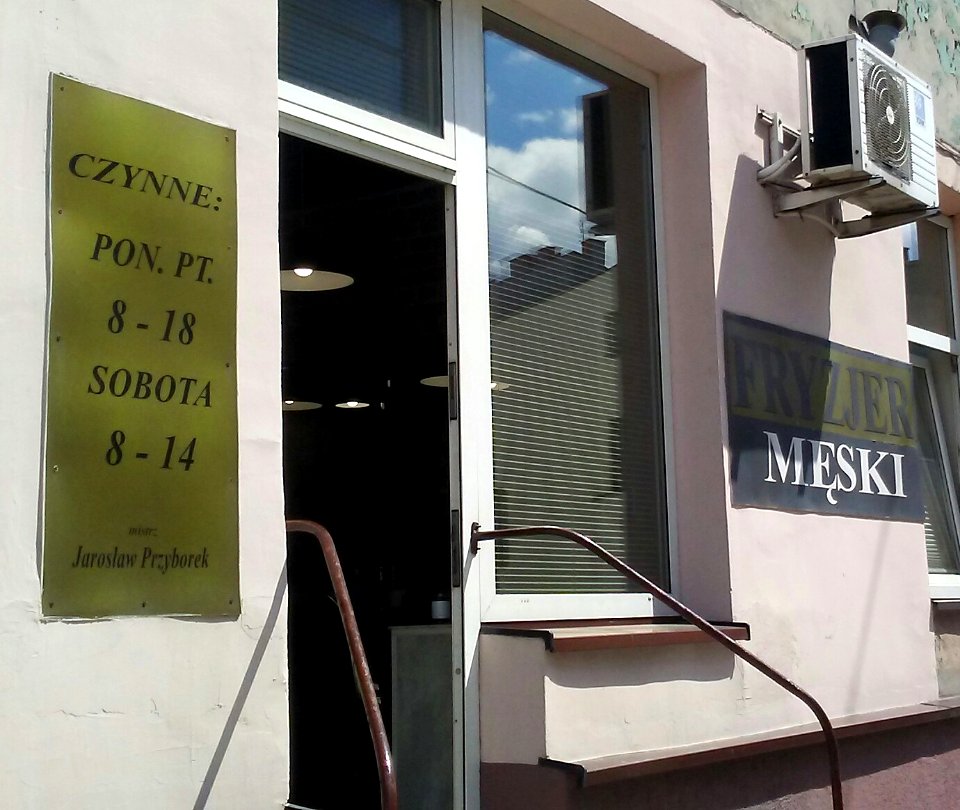 CZYNNE:
PON. PT.
8 - 18
SOBOTA
8 - 14
mistrz
Jarosław Przyborek
FRYZJER
MĘSKI